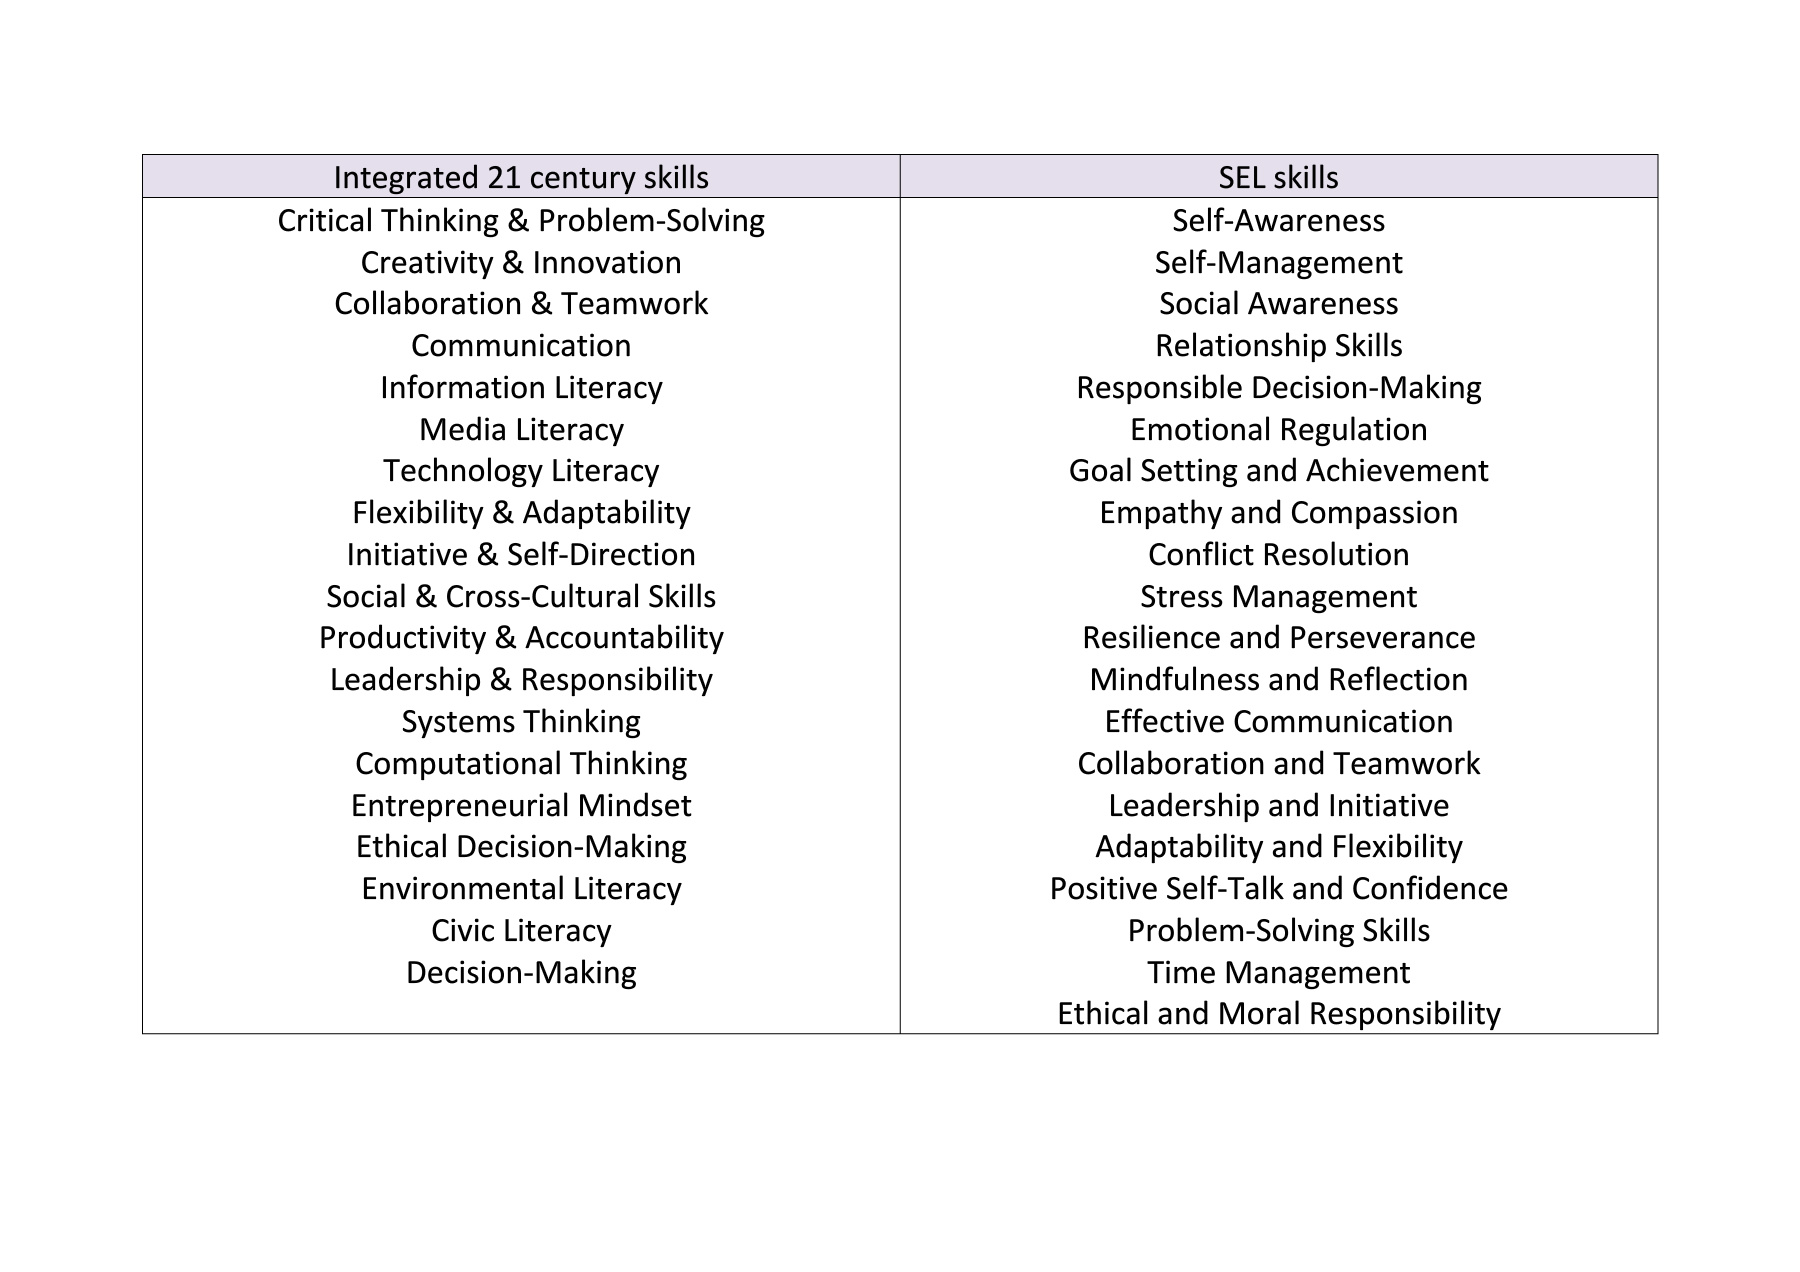 Integrated 21 century skills
SEL skills
Critical Thinking & Problem-Solving
Creativity & Innovation
Collaboration & Teamwork
Communication
Information Literacy
Media Literacy
Technology Literacy
Flexibility & Adaptability
Initiative & Self-Direction
Social & Cross-Cultural Skills
Productivity & Accountability
Leadership & Responsibility
Systems Thinking
Computational Thinking
Entrepreneurial Mindset
Ethical Decision-Making
Environmental Literacy
Civic Literacy
Decision-Making
Self-Awareness
Self-Management
Social Awareness
Relationship Skills
Responsible Decision-Making
Emotional Regulation
Goal Setting and Achievement
Empathy and Compassion
Conflict Resolution
Stress Management
Resilience and Perseverance
Mindfulness and Reflection
Effective Communication
Collaboration and Teamwork
Leadership and Initiative
Adaptability and Flexibility
Positive Self-Talk and Confidence
Problem-Solving Skills
Time Management
Ethical and Moral Responsibility